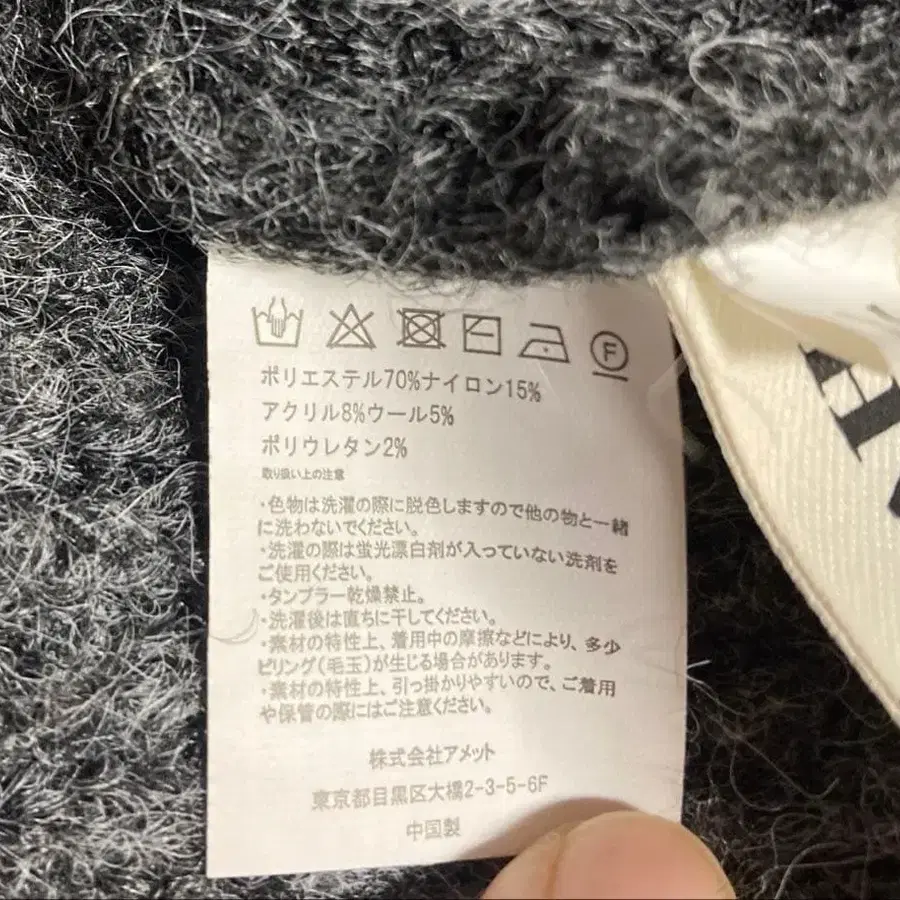 F
ポリエステル70%ナイロン15%
アクリル8%ウール5%
ポリウレタン2%
取り扱い上の注意
・色物は洗濯の際に脱色しますので他の物と一緒
に洗わないでください。
・洗濯の際は蛍光漂白剤が入っていない洗剤を
ご使用ください。
・タンブラー乾燥禁止。
・洗濯後は直ちに干してください。
・素材の特性上、着用中の摩擦などにより、多少
ピリング(毛玉)が生じる場合があります。
・素材の特性上、引っ掛かりやすいので、ご着用
や保管の際にはご注意ください。
株式会社アメット
東京都目黒区大橋2-3-5-6F
中国製